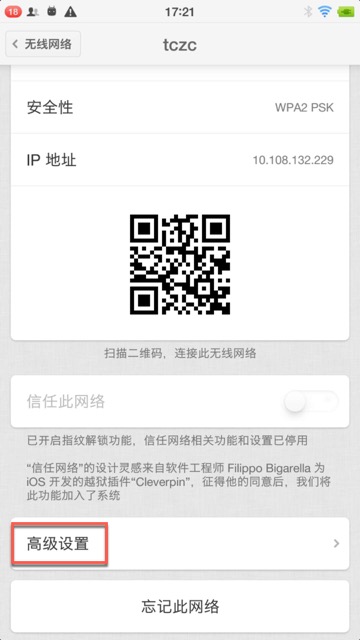 18
17:21
无线网络
tczc
安全性
WPA2 PSK
IP 地址
10.108.132.229
扫描二维码，连接此无线网络
信任此网络
已开启指纹解锁功能，信任网络相关功能和设置已停用
“信任网络”的设计灵感来自软件工程师 Filippo Bigarella 为
iOS 开发的越狱插件“Cleverpin”，征得他的同意后，我们将
此功能加入了系统
高级设置
忘记此网络